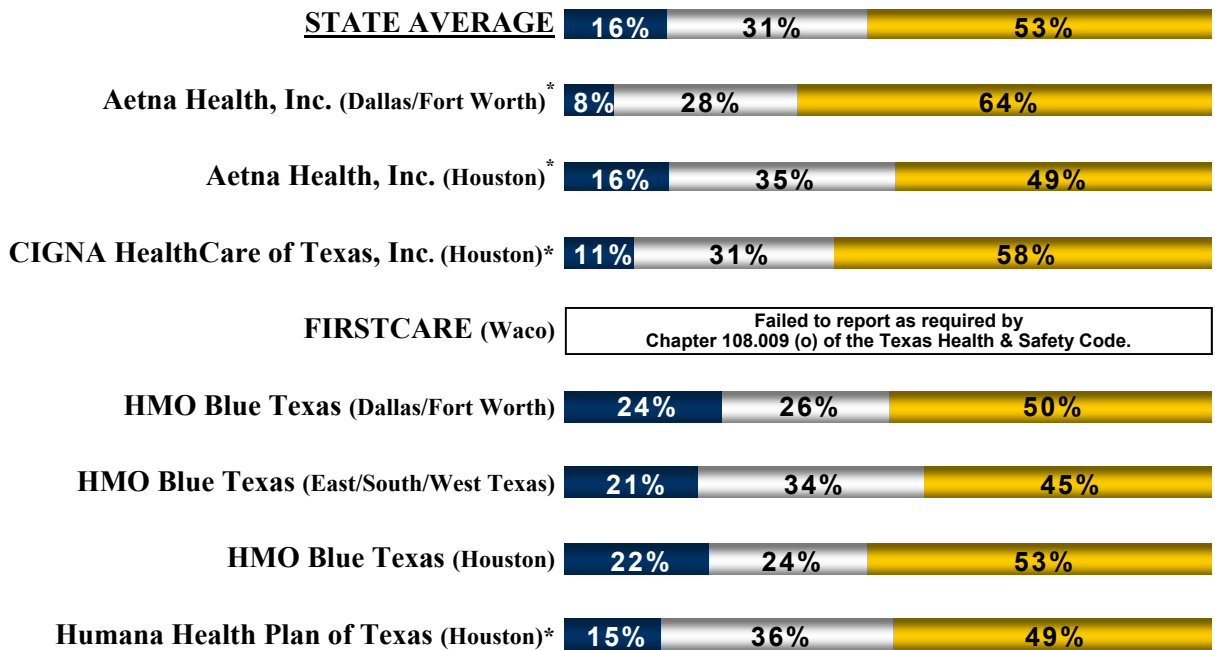 STATE AVERAGE 16% 31% 53%
Aetna Health, Inc. (Dallas/Fort Worth)* 8% 28% 64%
Aetna Health, Inc. (Houston)* 16% 35% 49%
CIGNA HealthCare of Texas, Inc. (Houston)* 11% 31% 58%
FIRSTCARE (Waco) Failed to report as required by
Chapter 108.009 (o) of the Texas Health & Safety Code.
HMO Blue Texas (Dallas/Fort Worth) 24% 26% 50%
HMO Blue Texas (East/South/West Texas) 21% 34% 45%
HMO Blue Texas (Houston) 22% 24% 53%
Humana Health Plan of Texas (Houston)* 15% 36% 49%